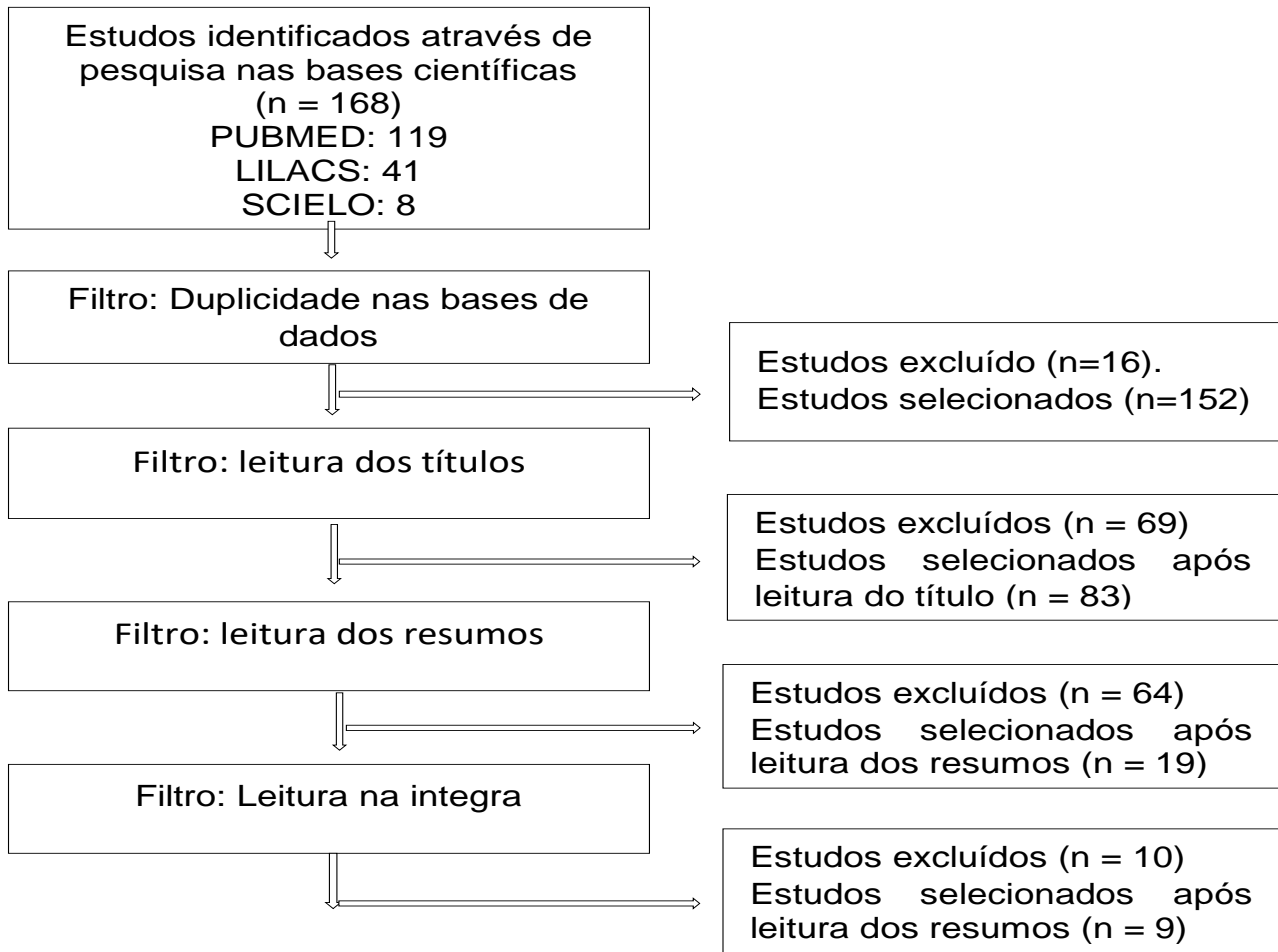 Estudos identificados através de
pesquisa nas bases científicas
(n = 168)
PUBMED: 119
LILACS: 41
SCIELO: 8
Filtro: Duplicidade nas bases de
dados
Estudos excluído (n=16).
Estudos selecionados (n=152)
Filtro: leitura dos títulos
Estudos excluídos (n = 69)
Estudos selecionados após
leitura do título (n = 83)
Filtro: leitura dos resumos
Estudos excluídos (n = 64)
Estudos selecionados após
leitura dos resumos (n = 19)
Filtro: Leitura na integra
Estudos excluídos (n = 10)
Estudos selecionados após
leitura dos resumos (n = 9)